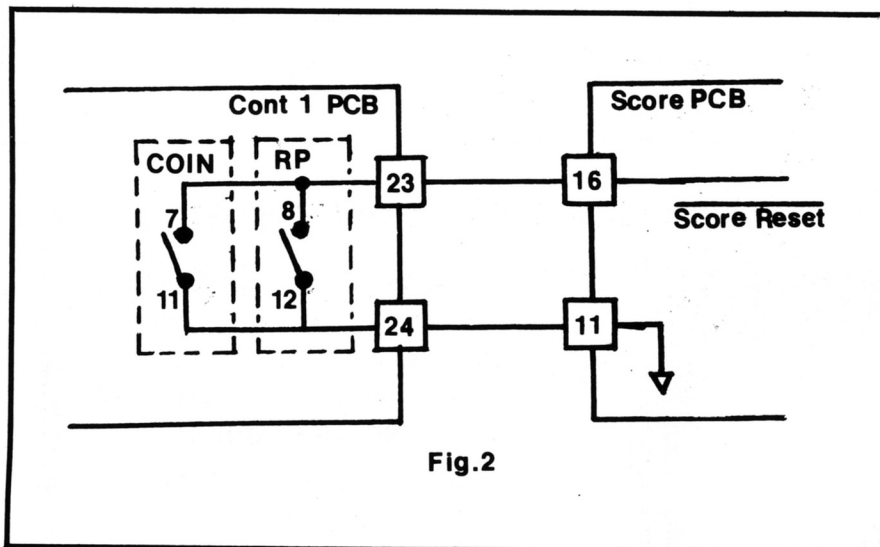 Cont 1 PCB
Score PCB
COIN
RP
23
16
7
8
Score Reset
11
12
24
11
Fig.2